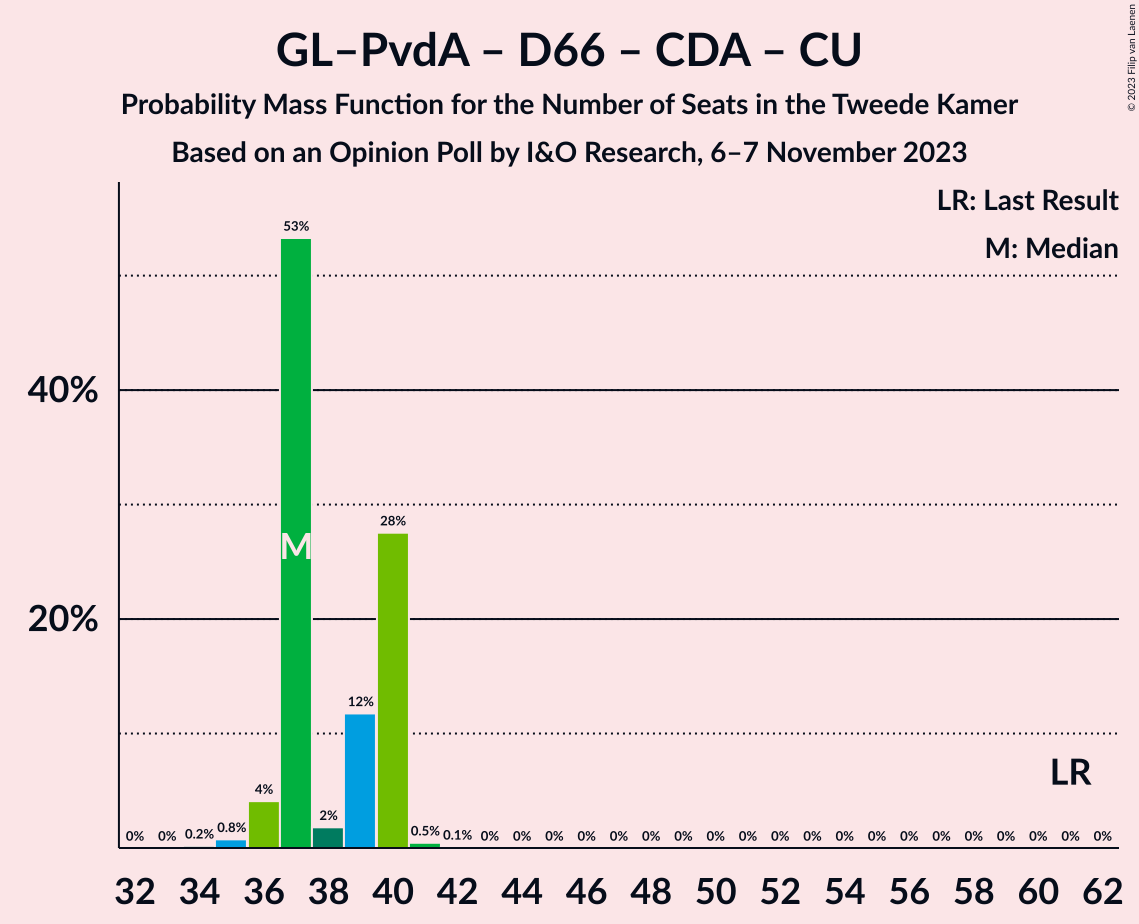 GL–PvdA – D66 – CDA – CU
Probability Mass Function for the Number of Seats in the Tweede Kamer
Based on an Opinion Poll by I&O Research, 6–7 November 2023
© 2023 Filip van Laenen
LR: Last Result
M: Median
53%
40%
M
28%
20%
12%
LR
4%
2%
0% 0% 0.2% 0.8% 0.5% 0.1% 0% 0% 0% 0% 0% 0% 0% 0% 0% 0% 0% 0% 0% 0% 0% 0% 0% 0% 0% 0%
32 34 36 38 40 42 44 46 48 50 52 54 56 58 60 62